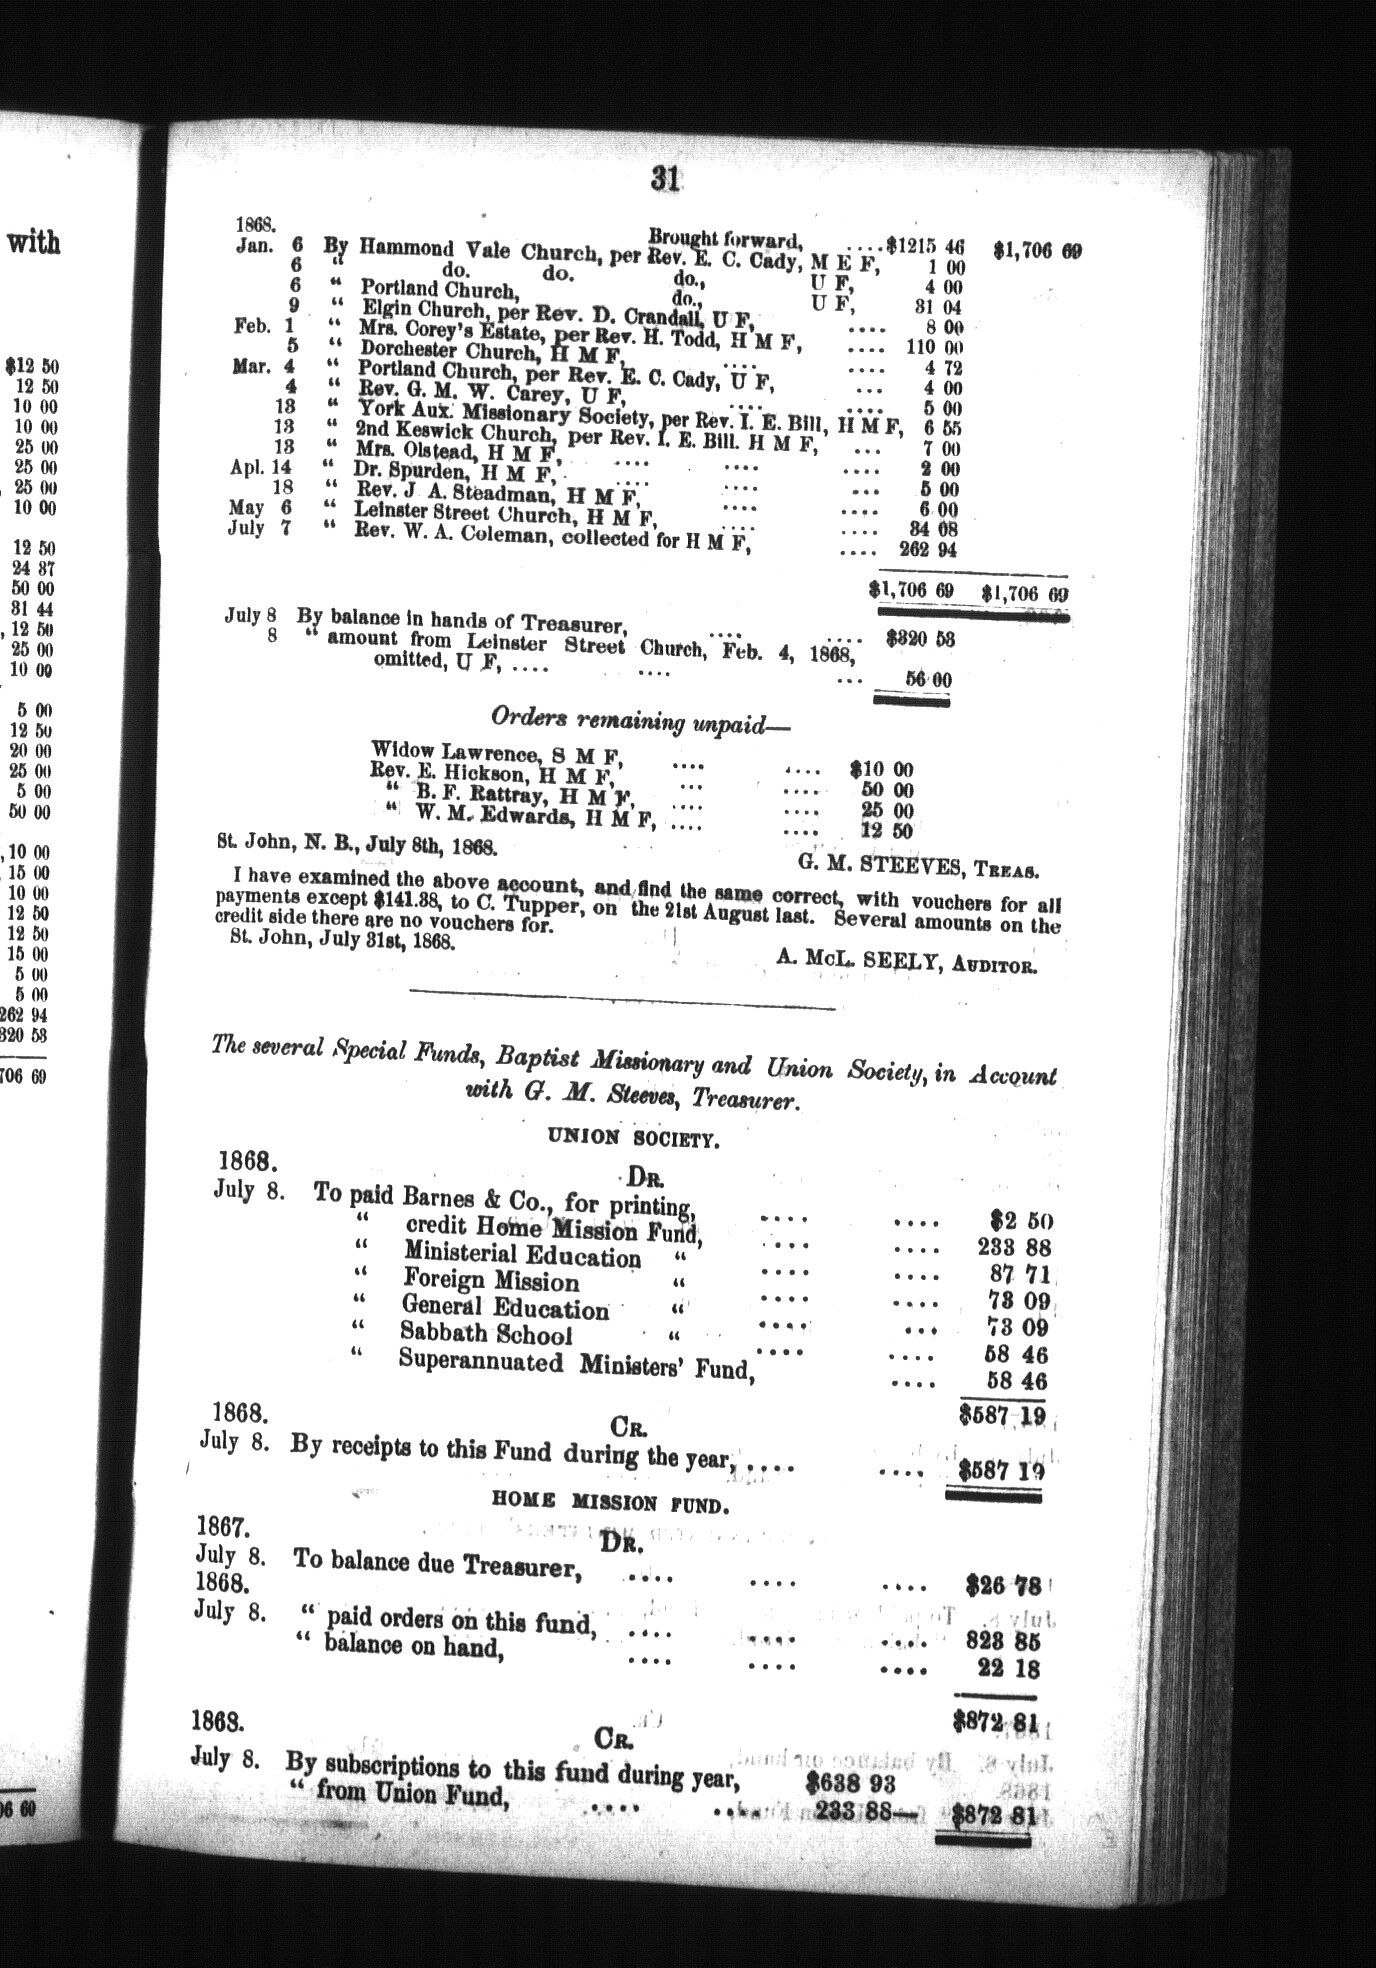 31
1868. Brought forward, .... $1215 46 $1,706 69
Jan. 6 By Hammond Vale Church, per Rev. E. C. Cady, M E F, 1 00
6 " do. do. do., U F, 4 00
6 " Portland Church, do., U F, 31 04
9 " Elgin Church, per Rev. D. Crandall, U F, .... 8 00
Feb. 1 " Mrs. Corey's Estate, per Rev. H. Todd, H M F, .... 110 00
5 " Dorchester Church, H M F, .... .... 4 72
Mar. 4 " Portland Church, per Rev. E. C. Cady, U F, ... 4 00
4 " Rev. G. M. W. Carey, U F, .... .... 5 00
13 " York Aux. Missionary Society, per Rev. I. E. Bill, H M F, 6 55
13 " 2nd Keswick Church, per Rev. I. E. Bill. H M F, ... 7 00
13 " Mrs. Olstead, H M F, .... .... .... 2 00
Apl. 14 " Dr. Spurden, H M F, .... .... ... 5 00
18 " Rev. J A. Steadman, H M F, .... .... 6 00
May 6 " Leinster Street Church, H M F, .... .... 84 08
July 7 " Rev. W. A. Coleman, collected for H M F, .... 262 94
$1,706 69 $1,706 69
July 8 By balance in hands of Treasurer, .... .... $320 53
8 " amount from Leinster Street Church, Feb. 4, 1868,
omitted, U F, .... .... ... 56 00
Orders remaining unpaid—
Widow Lawrence, S M F, .... .... $10 00
Rev. E. Hickson, H M F, ... .... 50 00
" B. F. Rattray, H M F, .... .... 25 00
" W. M. Edwards, H M F, .... .... 12 50
St. John, N. B., July 8th, 1868.
G. M. STEEVES, TREAS.
I have examined the above account, and find the same correct, with vouchers for all
payments except $141.38, to C. Tupper, on the 21st August last. Several amounts on the
credit side there are no vouchers for.
St. John, July 31st, 1868.
A. McL. SEELY, AUDITOR.
The several Special Funds, Baptist Missionary and Union Society, in Account
with G. M. Steeves, Treasurer.
UNION SOCIETY.
1868. DR.
July 8. To paid Barnes & Co., for printing, .... .... $2 50
" credit Home Mission Fund, .... .... 233 88
" Ministerial Education " .... .... 87 71
" Foreign Mission " .... .... 73 09
" General Education " .... ... 73 09
" Sabbath School " .... .... 58 46
" Superannuated Ministers' Fund, .... 58 46
$587 19
1868. CR.
July 8. By receipts to this Fund during the year, .... .... $587 19
HOME MISSION FUND.
1867. DR.
July 8. To balance due Treasurer, .... .... .... $26 78
1868.
July 8. " paid orders on this fund, .... .... .... 823 85
" balance on hand, .... .... .... 22 18
$872 81
1868. CR.
July 8. By subscriptions to this fund during year, $638 93
" from Union Fund, .... .... 233 88— $872 81
with
$12 50
12 50
10 00
10 00
25 00
25 00
25 00
10 00
12 50
24 37
50 00
31 44
, 12 50
25 00
10 00
5 00
12 50
20 00
25 00
5 00
50 00
, 10 00
15 00
10 00
12 50
12 50
15 00
5 00
5 00
262 94
320 53
706 69
06 60